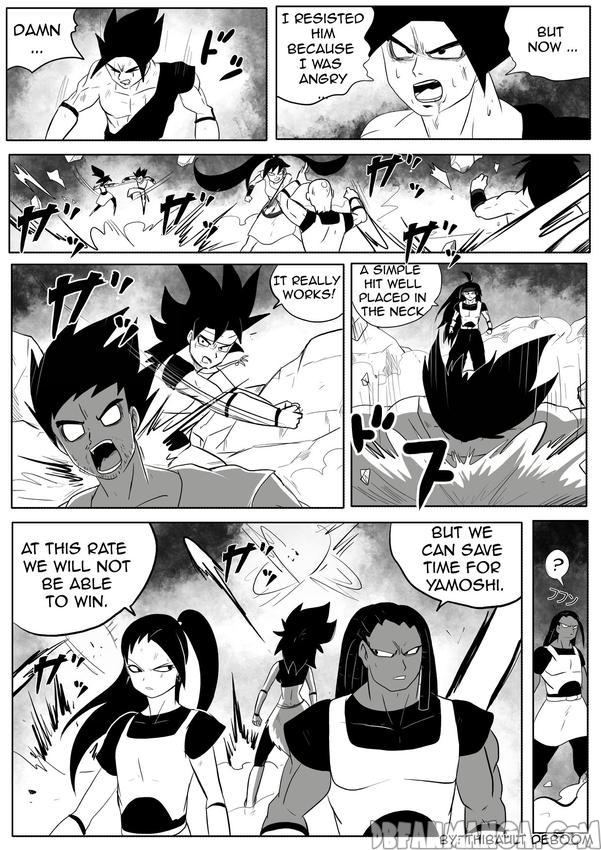 DAMN
...
I RESISTED
HIM
BECAUSE
I WAS
ANGRY
...
BUT
NOW ...
IT REALLY
WORKS!
A SIMPLE
HIT WELL
PLACED IN
THE NECK
AT THIS RATE
WE WILL NOT
BE ABLE
TO WIN.
BUT WE
CAN SAVE
TIME FOR
YAMOSHI.
?
DBFANMANGA.COM
BY: THIBAULT DEBOOM